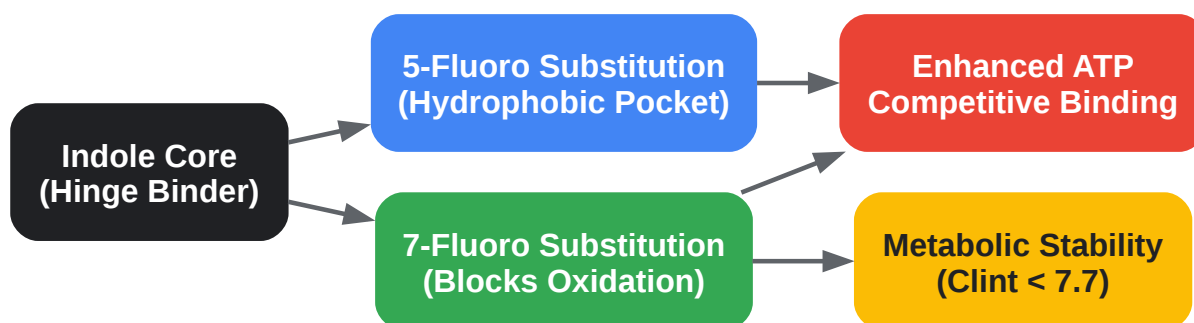 Indole Core
(Hinge Binder)
5-Fluoro Substitution
(Hydrophobic Pocket)
7-Fluoro Substitution
(Blocks Oxidation)
Enhanced ATP
Competitive Binding
Metabolic Stability
(Clint < 7.7)